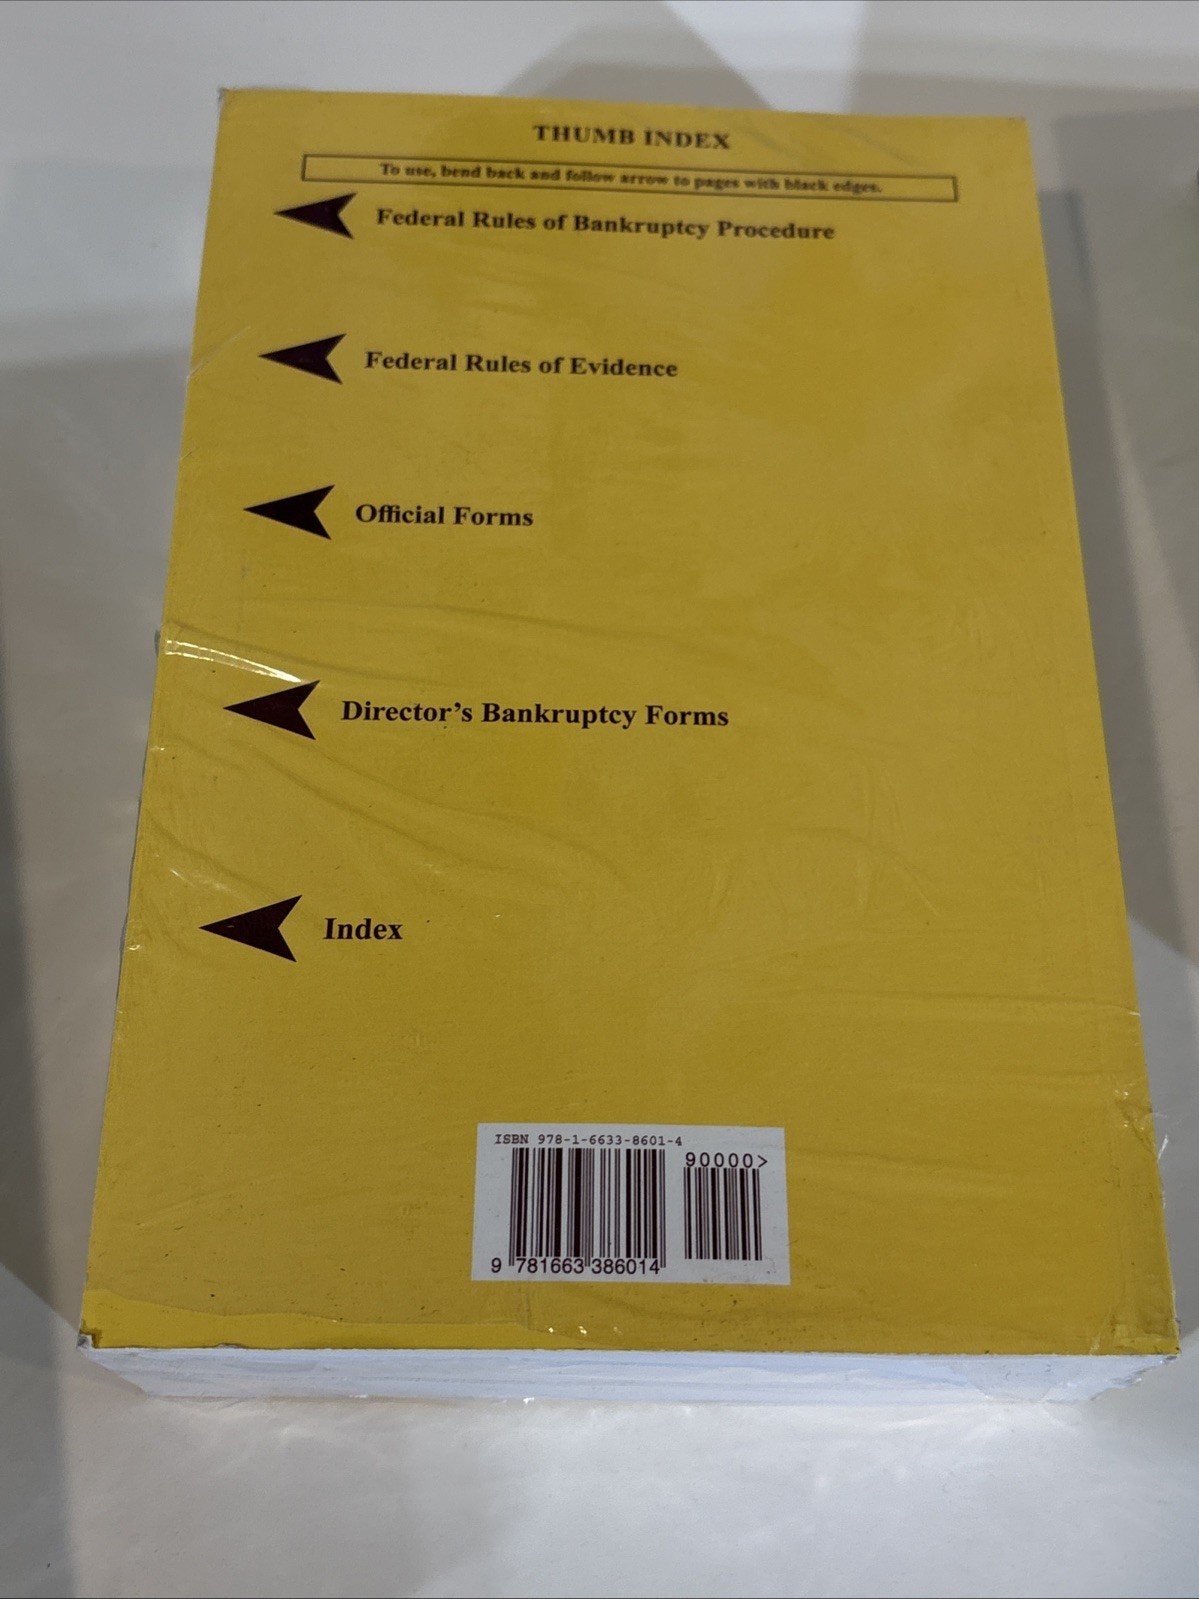 THUMB INDEX
To use, bend back and follow arrow to pages with black edges.
Federal Rules of Bankruptcy Procedure
Federal Rules of Evidence
Official Forms
Director's Bankruptcy Forms
Index
ISBN 978-1-6633-8601-4
90000>
9 781663 386014